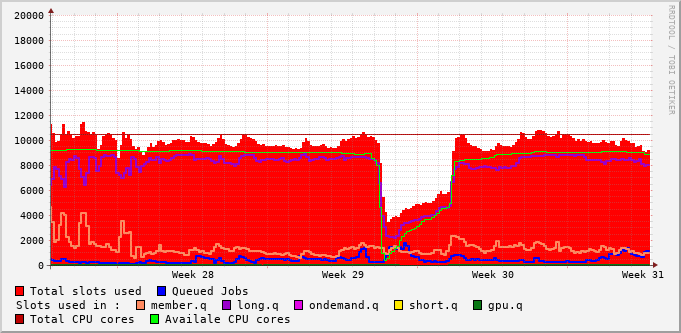 RRDTOOL / TOBI OETIKER
20000
18000
16000
14000
12000
10000
8000
6000
4000
2000
0
Week 28 Week 29 Week 30 Week 31
Total slots used Queued Jobs
Slots used in : member.q long.q ondemand.q short.q gpu.q
Total CPU cores Availale CPU cores